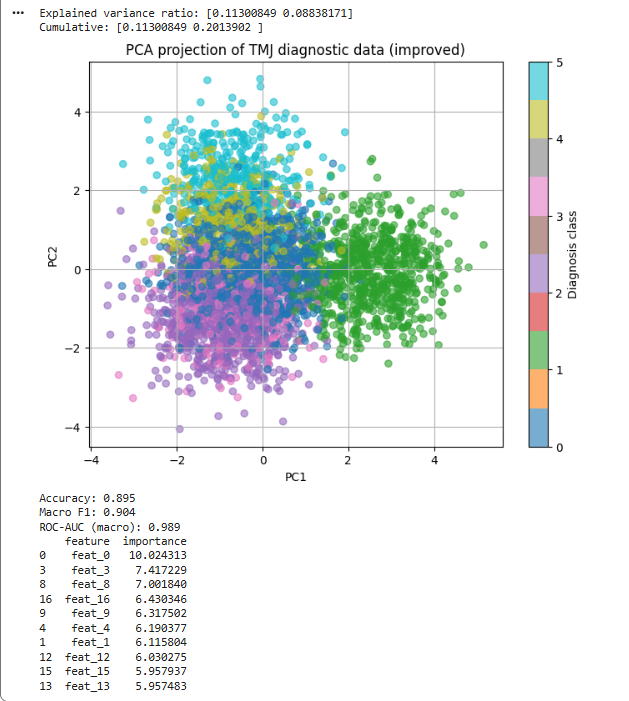 ••• Explained variance ratio: [0.11300849 0.08838171]
Cumulative: [0.11300849 0.2013902 ]
PCA projection of TMJ diagnostic data (improved)
4
2
0
−2
−4
PC2
−4 −2 0 2 4
PC1
5
4
3
2
1
0
Diagnosis class
Accuracy: 0.895
Macro F1: 0.904
ROC-AUC (macro): 0.989
feature importance
0 feat_0 10.024313
3 feat_3 7.417229
8 feat_8 7.001840
16 feat_16 6.430346
9 feat_9 6.317502
4 feat_4 6.190377
1 feat_1 6.115804
12 feat_12 6.030275
15 feat_15 5.957937
13 feat_13 5.957483